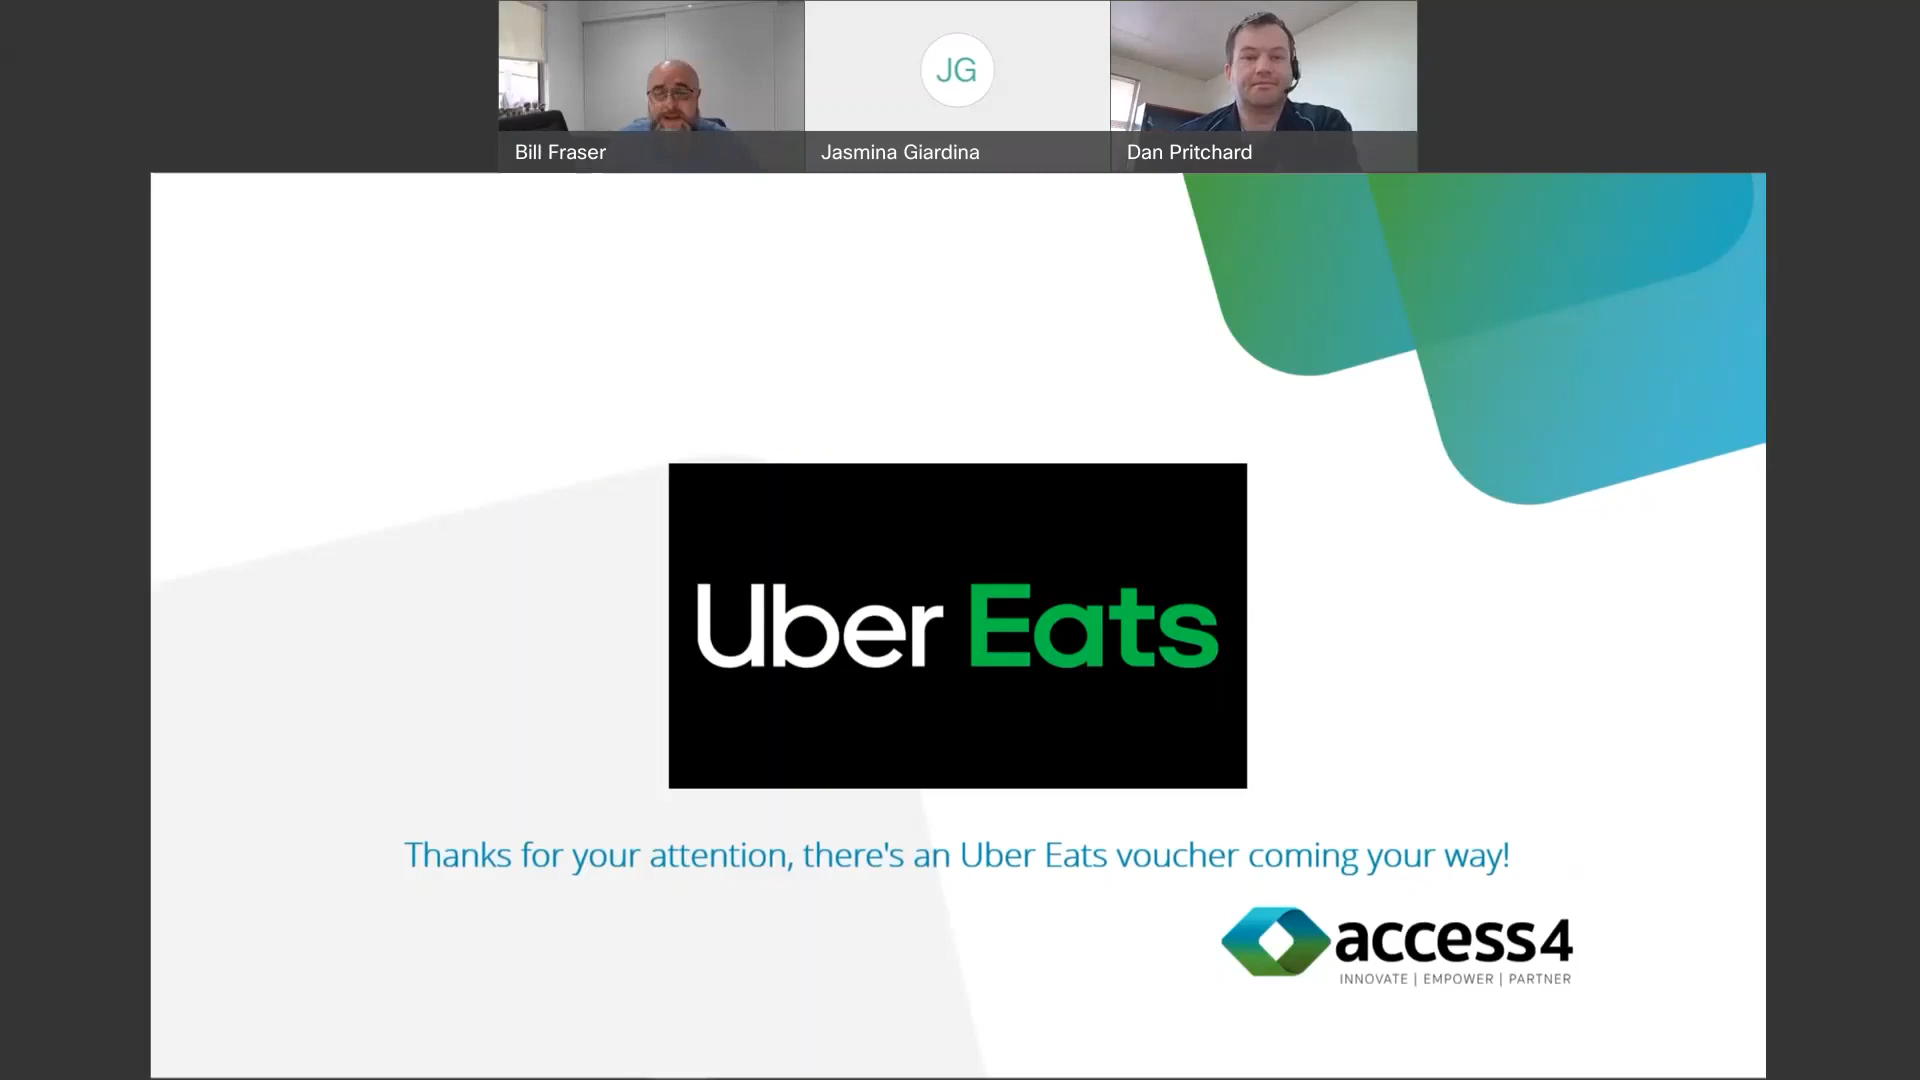 JG
Bill Fraser
Jasmina Giardina
Dan Pritchard
Uber Eats
Thanks for your attention, there's an Uber Eats voucher coming your way!
access4
INNOVATE | EMPOWER | PARTNER